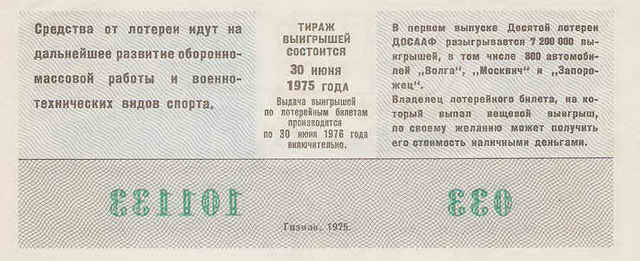 Средства от лотереи идут на
дальнейшее развитие оборонно-
массовой работы и военно-
технических видов спорта.
ТИРАЖ
ВЫИГРЫШЕЙ
СОСТОИТСЯ
30 ИЮНЯ
1975 ГОДА
Выдача выигрышей
по лотерейным билетам
производится
по 30 июня 1976 года
включительно.
В первом выпуске Десятой лотереи
ДОСААФ разыгрывается 7 200 000 вы-
игрышей, в том числе 800 автомоби-
лей „Волга", „Москвич" и „Запоро-
жец".
Владелец лотерейного билета, на ко-
торый выпал вещевой выигрыш,
по своему желанию может получить
его стоимость наличными деньгами.
101133
033
Гознак. 1975.